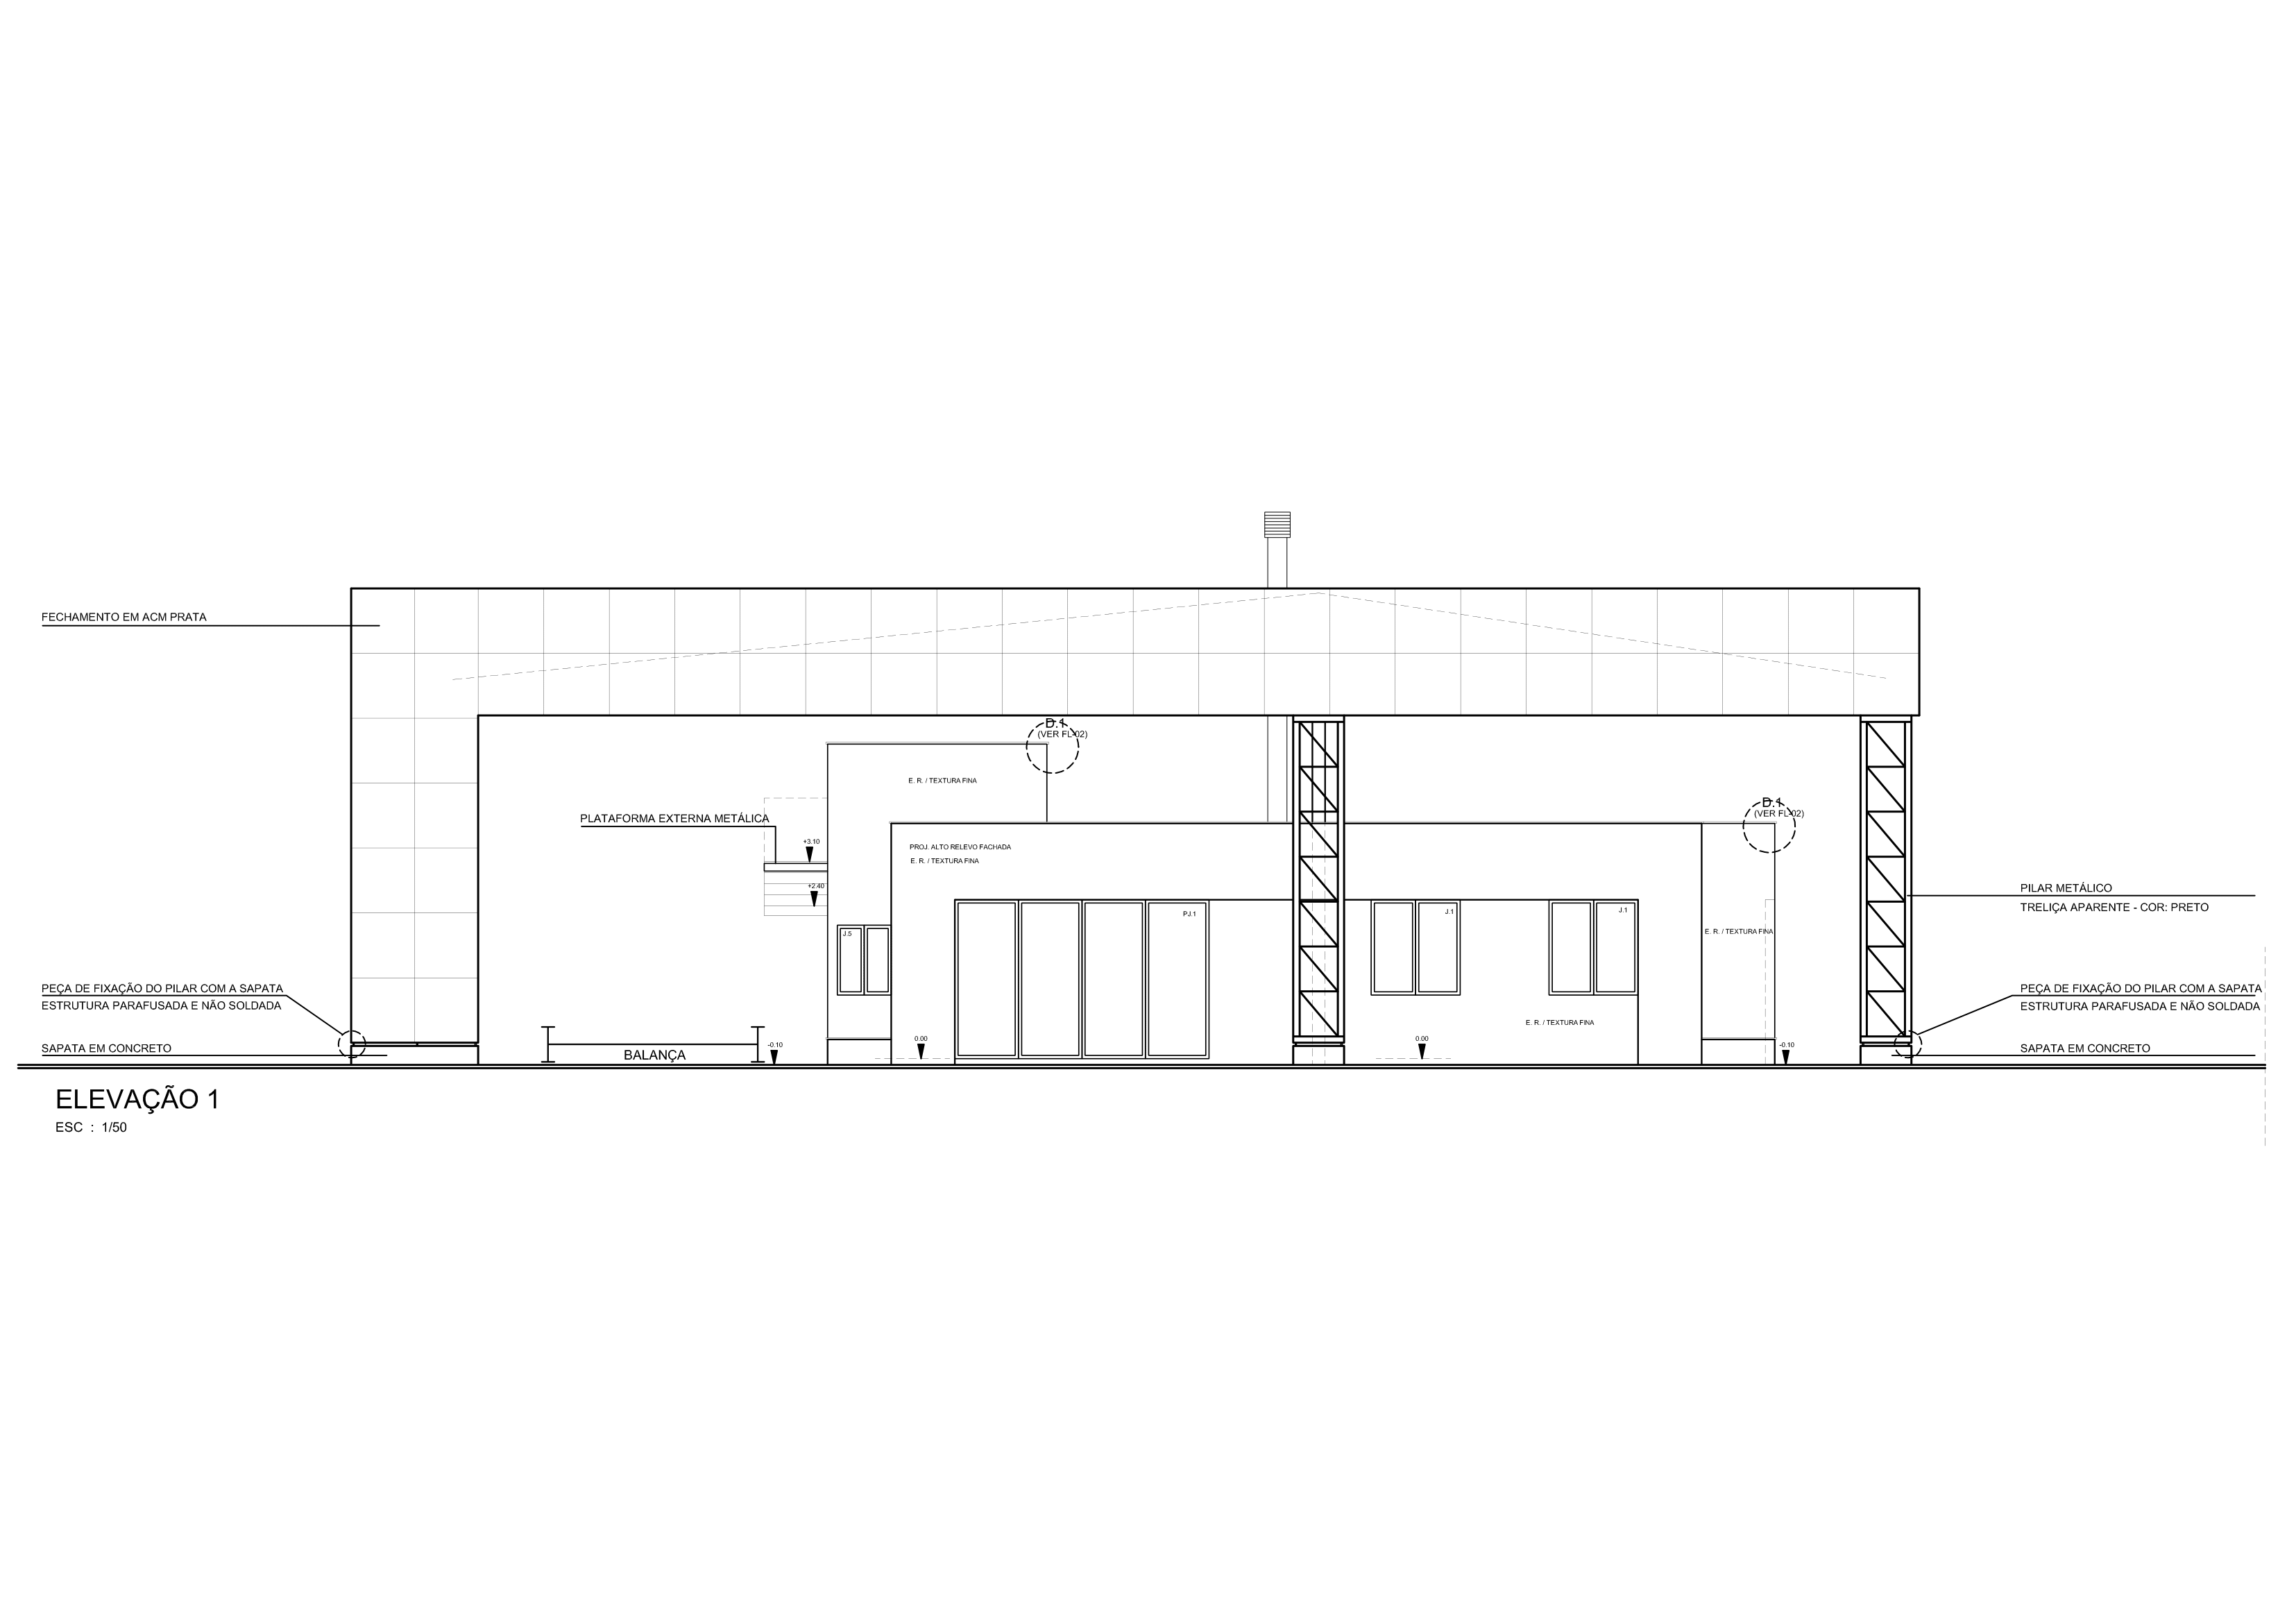 FECHAMENTO EM ACM PRATA
D.1
(VER FL-02)
E. R. / TEXTURA FINA
PLATAFORMA EXTERNA METÁLICA
D.1
(VER FL-02)
+3.10
PROJ. ALTO RELEVO FACHADA
E. R. / TEXTURA FINA
+2.40
PILAR METÁLICO
TRELIÇA APARENTE - COR: PRETO
PJ.1
J.1
J.1
J.5
E. R. / TEXTURA FINA
PEÇA DE FIXAÇÃO DO PILAR COM A SAPATA
ESTRUTURA PARAFUSADA E NÃO SOLDADA
PEÇA DE FIXAÇÃO DO PILAR COM A SAPATA
ESTRUTURA PARAFUSADA E NÃO SOLDADA
E. R. / TEXTURA FINA
SAPATA EM CONCRETO
BALANÇA
-0.10
0.00
0.00
-0.10
SAPATA EM CONCRETO
ELEVAÇÃO 1
ESC : 1/50